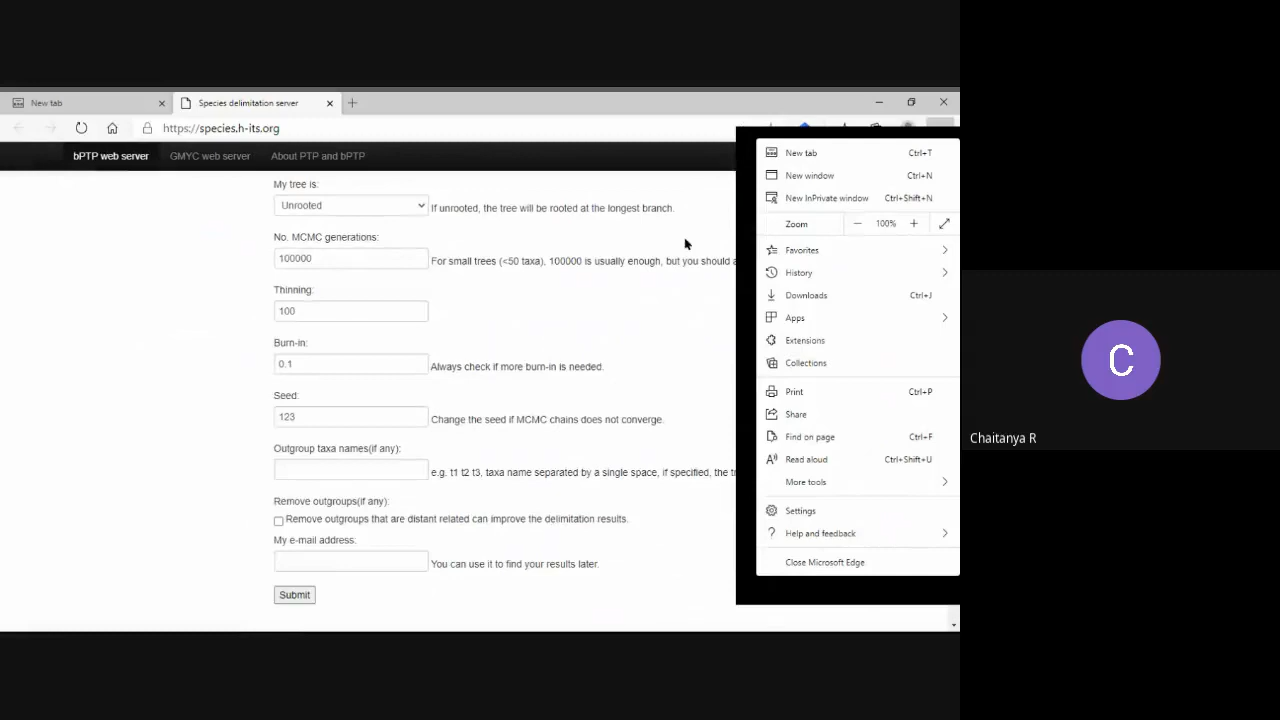 New tab
Species delimitation server
https://species.h-its.org
bPTP web server GMYC web server About PTP and bPTP
My tree is:
Unrooted If unrooted, the tree will be rooted at the longest branch.
No. MCMC generations:
100000 For small trees (<50 taxa), 100000 is usually enough, but you should a
Thinning:
100
Burn-in:
0.1 Always check if more burn-in is needed.
Seed:
123 Change the seed if MCMC chains does not converge.
Outgroup taxa names(if any):
e.g. t1 t2 t3, taxa name separated by a single space, if specified, the tr
Remove outgroups(if any):
Remove outgroups that are distant related can improve the delimitation results.
My e-mail address:
You can use it to find your results later.
Submit
New tab Ctrl+T
New window Ctrl+N
New InPrivate window Ctrl+Shift+N
Zoom 100%
Favorites
History
Downloads Ctrl+J
Apps
Extensions
Collections
Print Ctrl+P
Share
Find on page Ctrl+F
Read aloud Ctrl+Shift+U
More tools
Settings
Help and feedback
Close Microsoft Edge
C
Chaitanya R